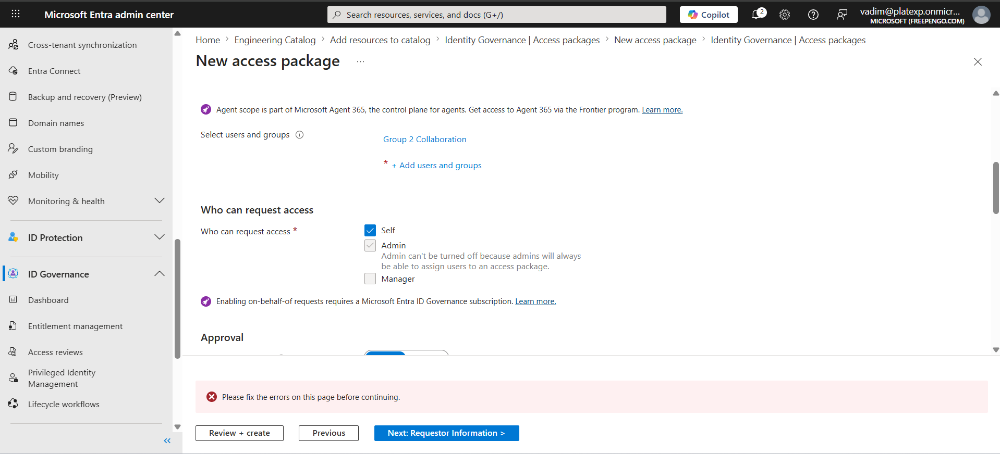 Microsoft Entra admin center
Search resources, services, and docs (G+/)
Copilot
2
vadim@platexp.onmicr...
MICROSOFT (FREEPENGO.COM)
Cross-tenant synchronization
Entra Connect
Backup and recovery (Preview)
Domain names
Custom branding
Mobility
Monitoring & health
ID Protection
ID Governance
Dashboard
Entitlement management
Access reviews
Privileged Identity
Management
Lifecycle workflows
«
Home > Engineering Catalog > Add resources to catalog > Identity Governance | Access packages > New access package > Identity Governance | Access packages
New access package ...
Agent scope is part of Microsoft Agent 365, the control plane for agents. Get access to Agent 365 via the Frontier program. Learn more.
Select users and groups
Group 2 Collaboration
* + Add users and groups
Who can request access
Who can request access *
Self
Admin
Admin can't be turned off because admins will always
be able to assign users to an access package.
Manager
Enabling on-behalf-of requests requires a Microsoft Entra ID Governance subscription. Learn more.
Approval
Please fix the errors on this page before continuing.
Review + create
Previous
Next: Requestor Information >